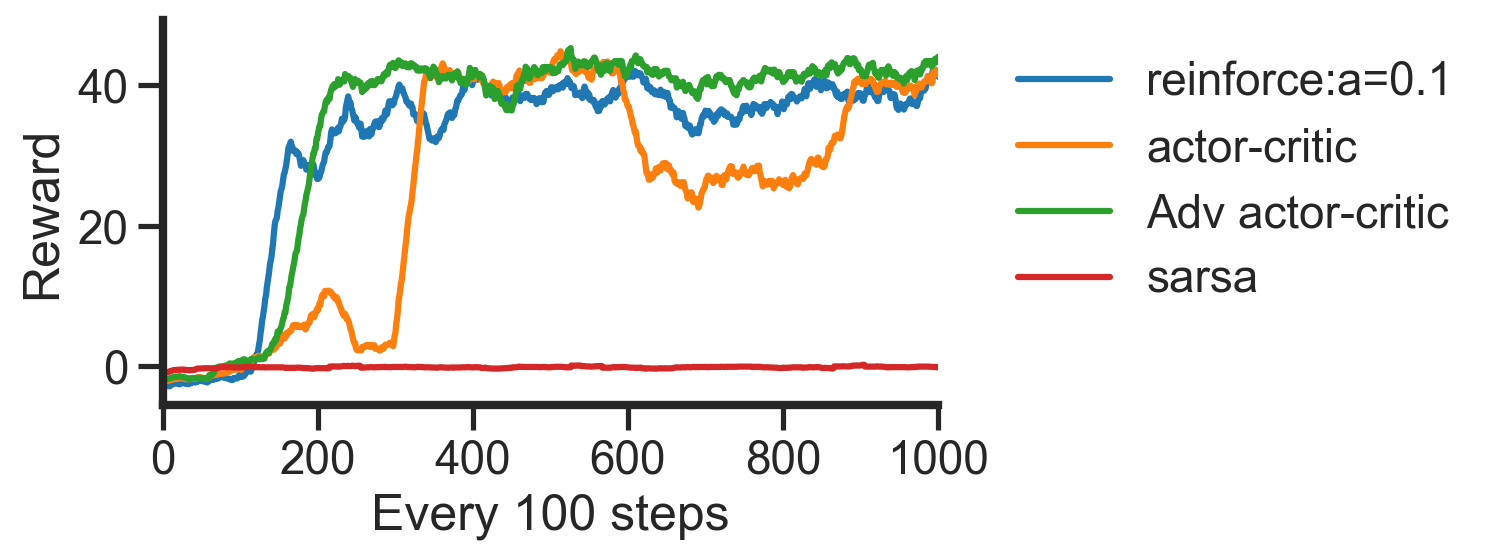 Reward
40
20
0
0 200 400 600 800 1000
Every 100 steps
reinforce:a=0.1
actor-critic
Adv actor-critic
sarsa